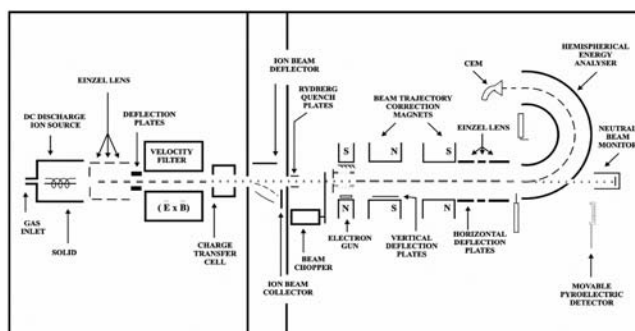 HEMISPHERICAL
ENERGY
ANALYSER
ION BEAM
DEFLECTOR
CEM
EINZEL LENS
RYDBERG
QUENCH
PLATES
BEAM TRAJECTORY
CORRECTION
MAGNETS
DC DISCHARGE
ION SOURCE
DEFLECTION
PLATES
EINZEL LENS
NEUTRAL
BEAM
MONITOR
VELOCITY
FILTER
S
N
S
( E x B )
N
S
N
GAS
INLET
SOLID
CHARGE
TRANSFER
CELL
ELECTRON
GUN
VERTICAL
DEFLECTION
PLATES
HORIZONTAL
DEFLECTION
PLATES
BEAM
CHOPPER
ION BEAM
COLLECTOR
MOVABLE
PYROELECTRIC
DETECTOR